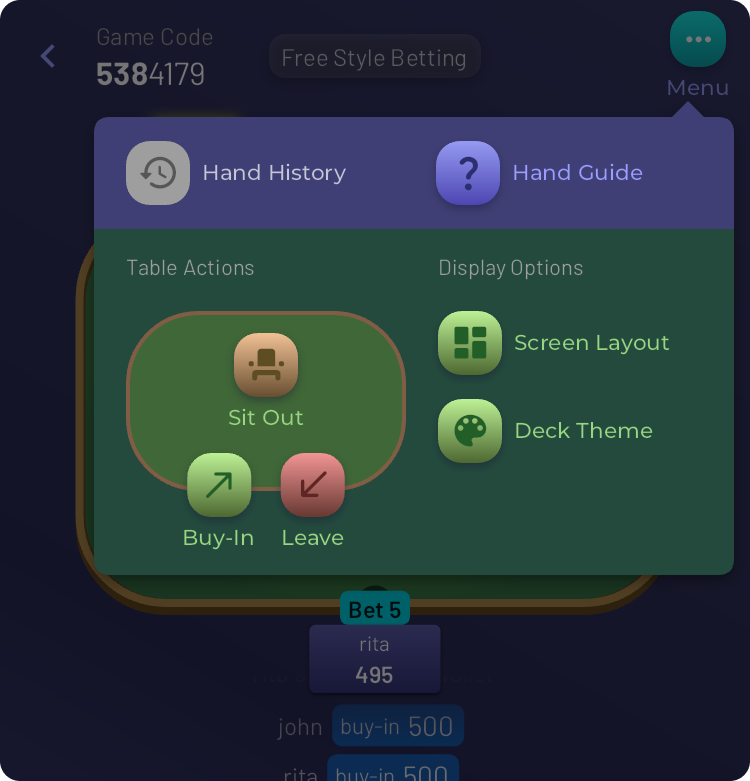 Game Code
5384179
Free Style Betting
Menu
Hand History
Hand Guide
Table Actions
Display Options
Sit Out
Screen Layout
Deck Theme
Buy-In
Leave
Bet 5
rita
495
john buy-in 500
rita buy-in 500